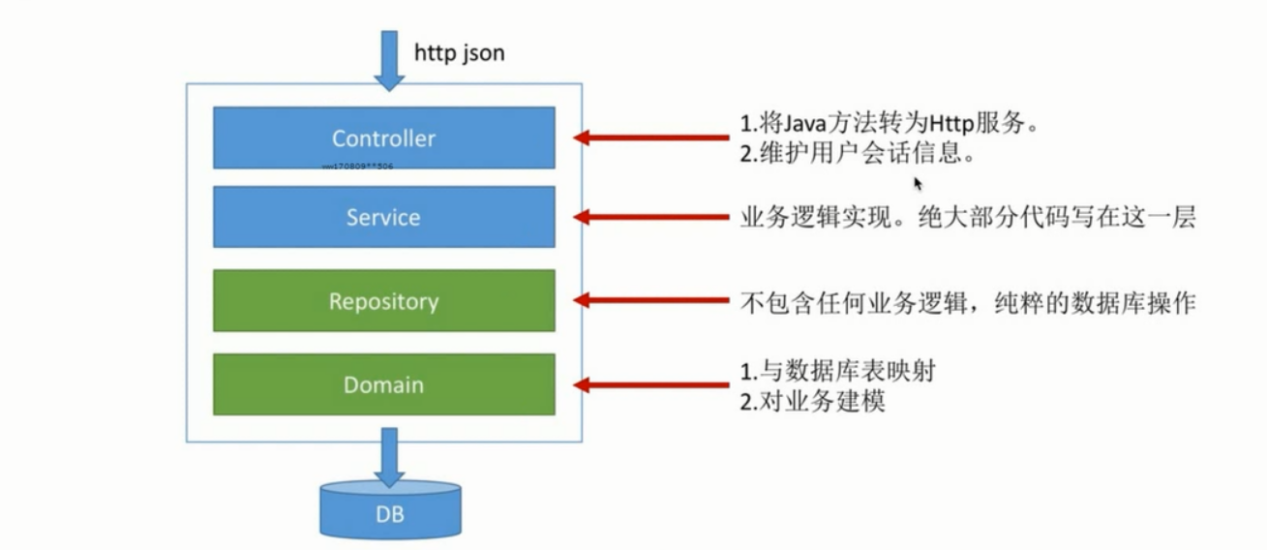 http json
Controller
1.将Java方法转为Http服务。
2.维护用户会话信息。
Service
业务逻辑实现。绝大部分代码写在这一层
Repository
不包含任何业务逻辑，纯粹的数据库操作
Domain
1.与数据库表映射
2.对业务建模
DB